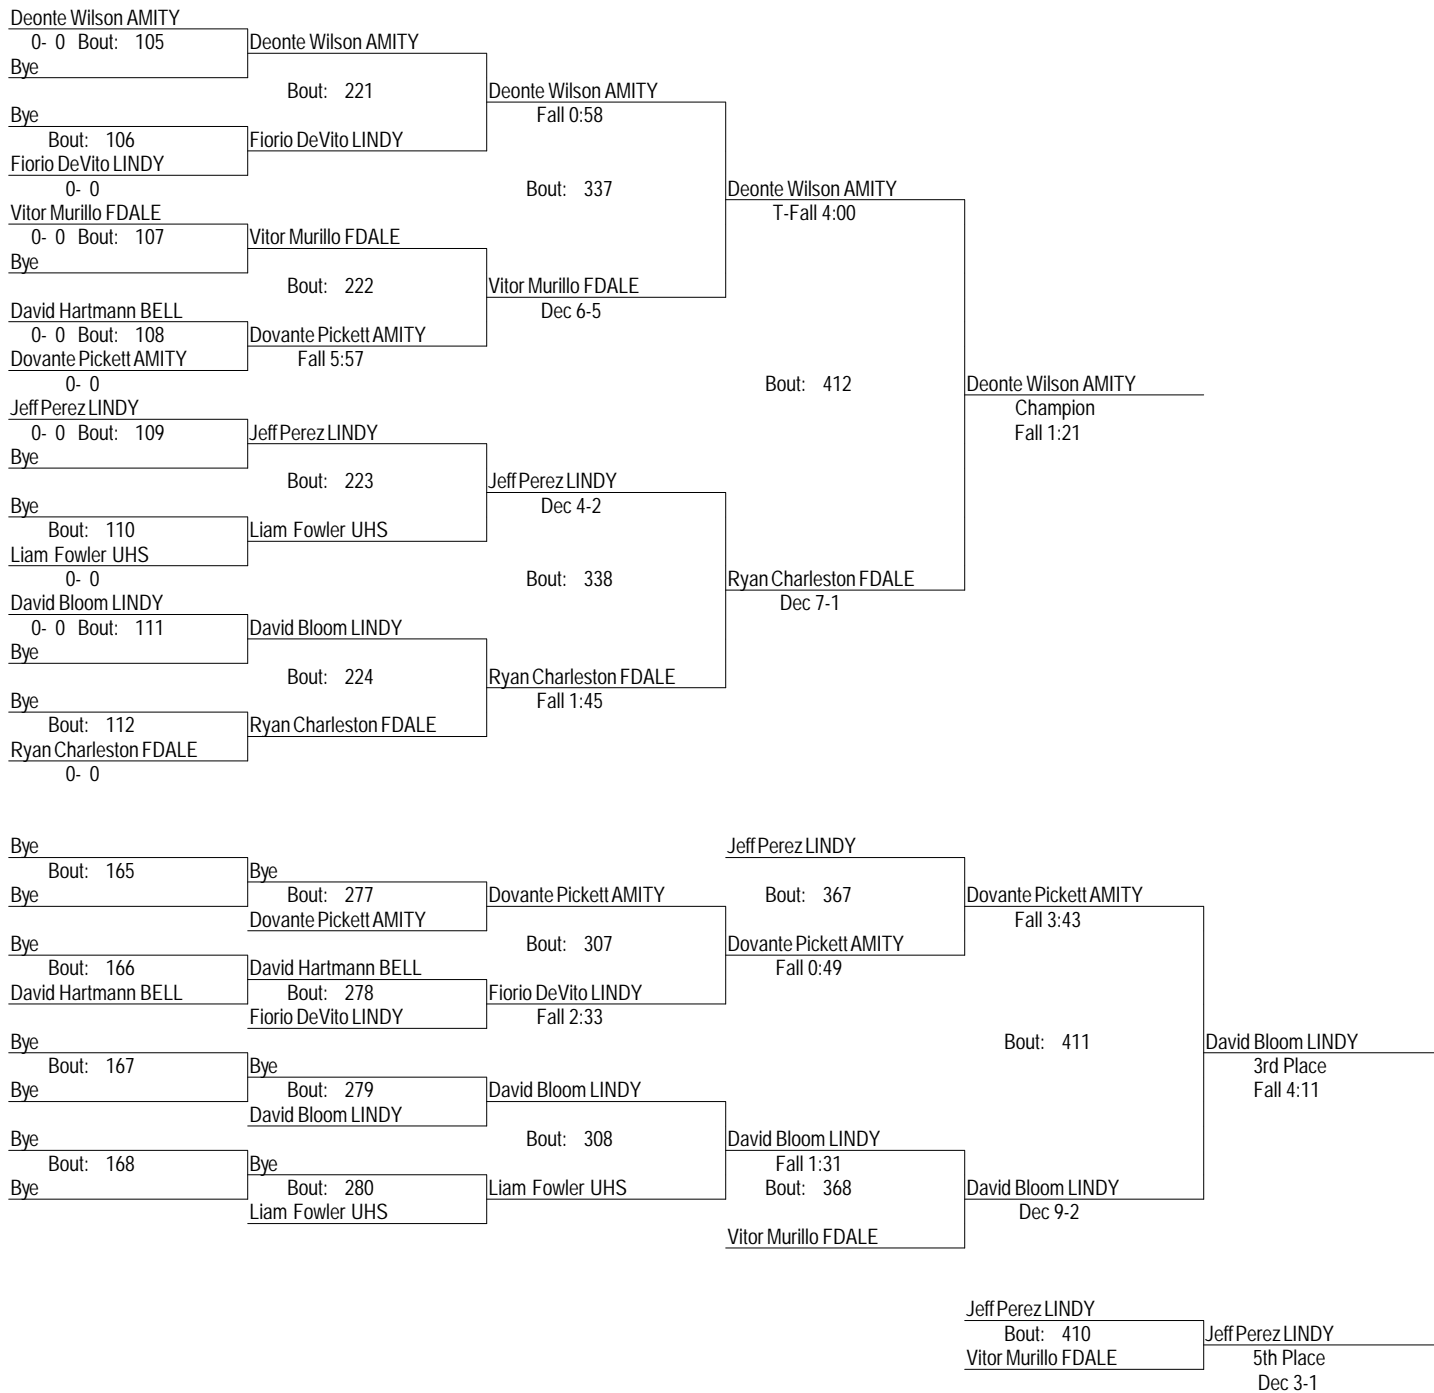 Deonte Wilson AMITY
0- 0 Bout: 105 Deonte Wilson AMITY
Bye
Bout: 221 Deonte Wilson AMITY
Bye Fall 0:58
Bout: 106 Fiorio DeVito LINDY
Fiorio DeVito LINDY
0- 0 Bout: 337 Deonte Wilson AMITY
Vitor Murillo FDALE T-Fall 4:00
0- 0 Bout: 107 Vitor Murillo FDALE
Bye
Bout: 222 Vitor Murillo FDALE
David Hartmann BELL Dec 6-5
0- 0 Bout: 108 Dovante Pickett AMITY
Dovante Pickett AMITY Fall 5:57
0- 0 Bout: 412 Deonte Wilson AMITY
Jeff Perez LINDY Champion
0- 0 Bout: 109 Jeff Perez LINDY Fall 1:21
Bye
Bout: 223 Jeff Perez LINDY
Bye Dec 4-2
Bout: 110 Liam Fowler UHS
Liam Fowler UHS
0- 0 Bout: 338 Ryan Charleston FDALE
David Bloom LINDY Dec 7-1
0- 0 Bout: 111 David Bloom LINDY
Bye
Bout: 224 Ryan Charleston FDALE
Bye Fall 1:45
Bout: 112 Ryan Charleston FDALE
Ryan Charleston FDALE
0- 0
Bye Jeff Perez LINDY
Bout: 165 Bye
Bye Bout: 277 Dovante Pickett AMITY Bout: 367 Dovante Pickett AMITY
Dovante Pickett AMITY Fall 3:43
Bye Bout: 307 Dovante Pickett AMITY
Bout: 166 David Hartmann BELL Fall 0:49
David Hartmann BELL Bout: 278 Fiorio DeVito LINDY
Fiorio DeVito LINDY Fall 2:33
Bye Bout: 411 David Bloom LINDY
Bout: 167 Bye 3rd Place
Bye Bout: 279 David Bloom LINDY Fall 4:11
David Bloom LINDY
Bye Bout: 308 David Bloom LINDY
Bout: 168 Bye Fall 1:31
Bye Bout: 280 Liam Fowler UHS Bout: 368 David Bloom LINDY
Liam Fowler UHS Dec 9-2
Vitor Murillo FDALE
Jeff Perez LINDY
Bout: 410 Jeff Perez LINDY
Vitor Murillo FDALE 5th Place
Dec 3-1